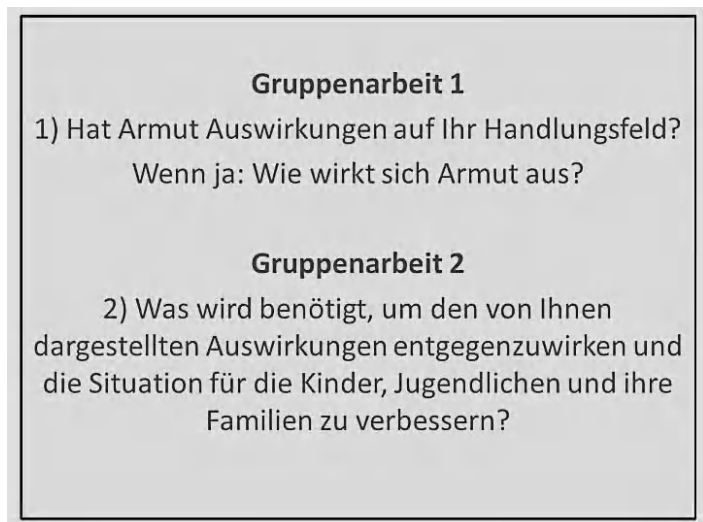 Gruppenarbeit 1
1) Hat Armut Auswirkungen auf Ihr Handlungsfeld?
Wenn ja: Wie wirkt sich Armut aus?
Gruppenarbeit 2
2) Was wird benötigt, um den von Ihnen
dargestellten Auswirkungen entgegenzuwirken und
die Situation für die Kinder, Jugendlichen und ihre
Familien zu verbessern?